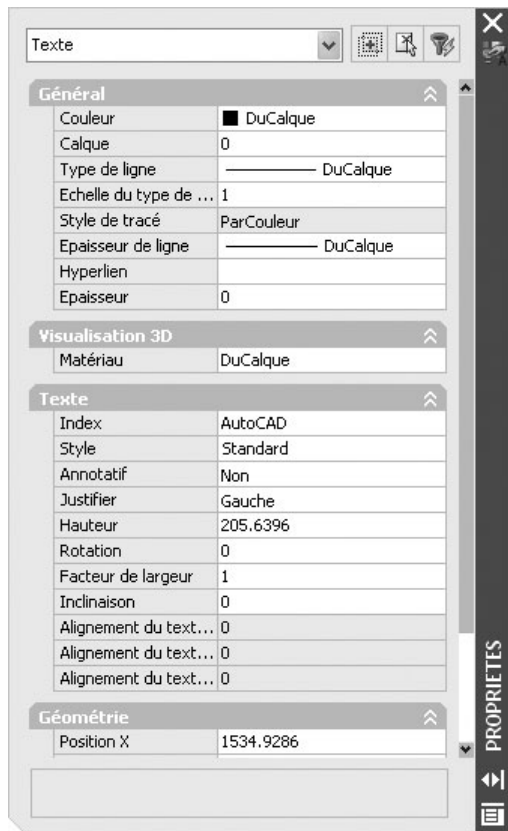 Texte
Général
Couleur DuCalque
Calque 0
Type de ligne DuCalque
Echelle du type de ... 1
Style de tracé ParCouleur
Epaisseur de ligne DuCalque
Hyperlien
Epaisseur 0
Visualisation 3D
Matériau DuCalque
Texte
Index AutoCAD
Style Standard
Annotatif Non
Justifier Gauche
Hauteur 205.6396
Rotation 0
Facteur de largeur 1
Inclinaison 0
Alignement du text... 0
Alignement du text... 0
Alignement du text... 0
Géométrie
Position X 1534.9286
PROPRIETES